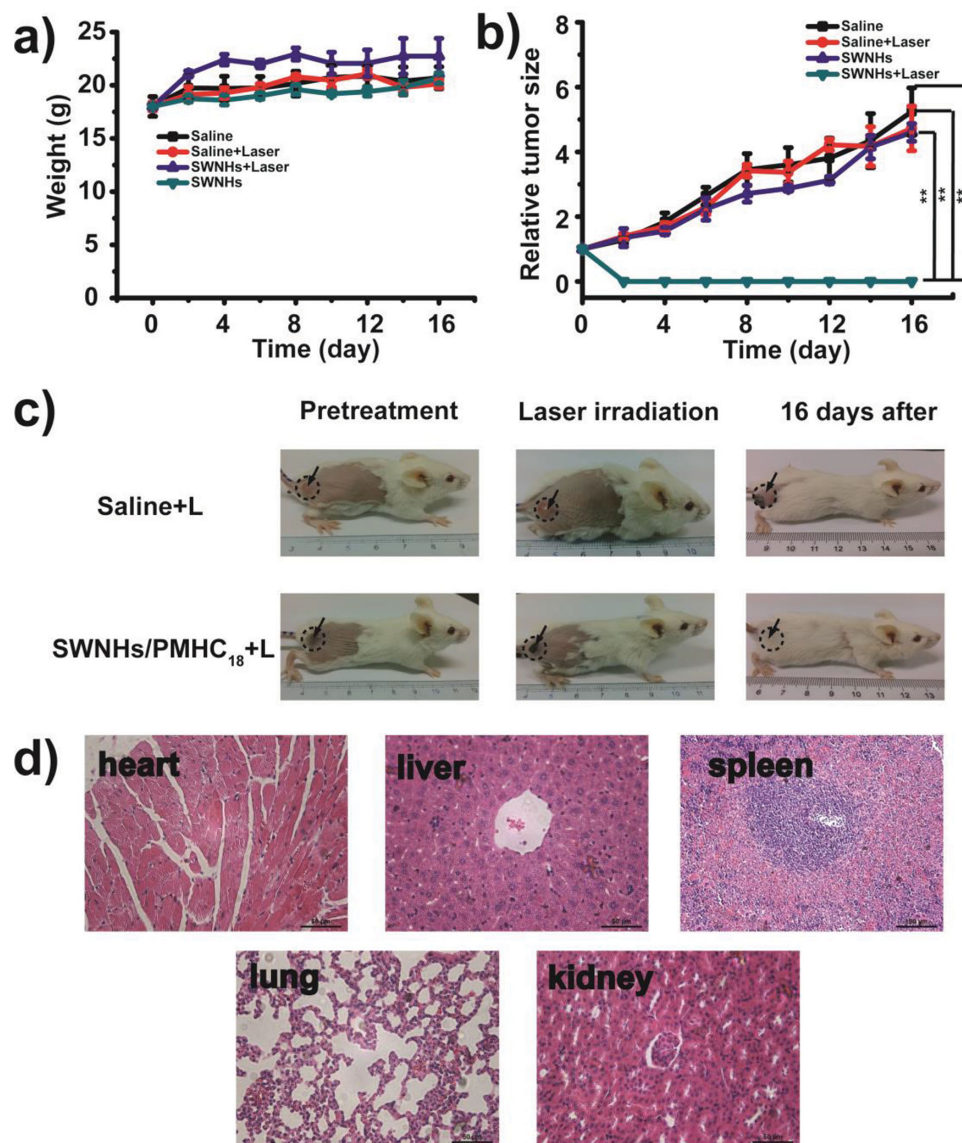 a)
25
20
15
10
5
0
Weight (g)
Saline
Saline+Laser
SWNHs+Laser
SWNHs
0 4 8 12 16
Time (day)
b)
6
4
2
0
Relative tumor size
Saline
Saline+Laser
SWNHs
SWNHs+Laser
**
**
**
0 4 8 12 16
Time (day)
c)
Pretreatment Laser irradiation 16 days after
Saline+L
SWNHs/PMHC₁₈+L
d)
heart
liver
spleen
lung
kidney